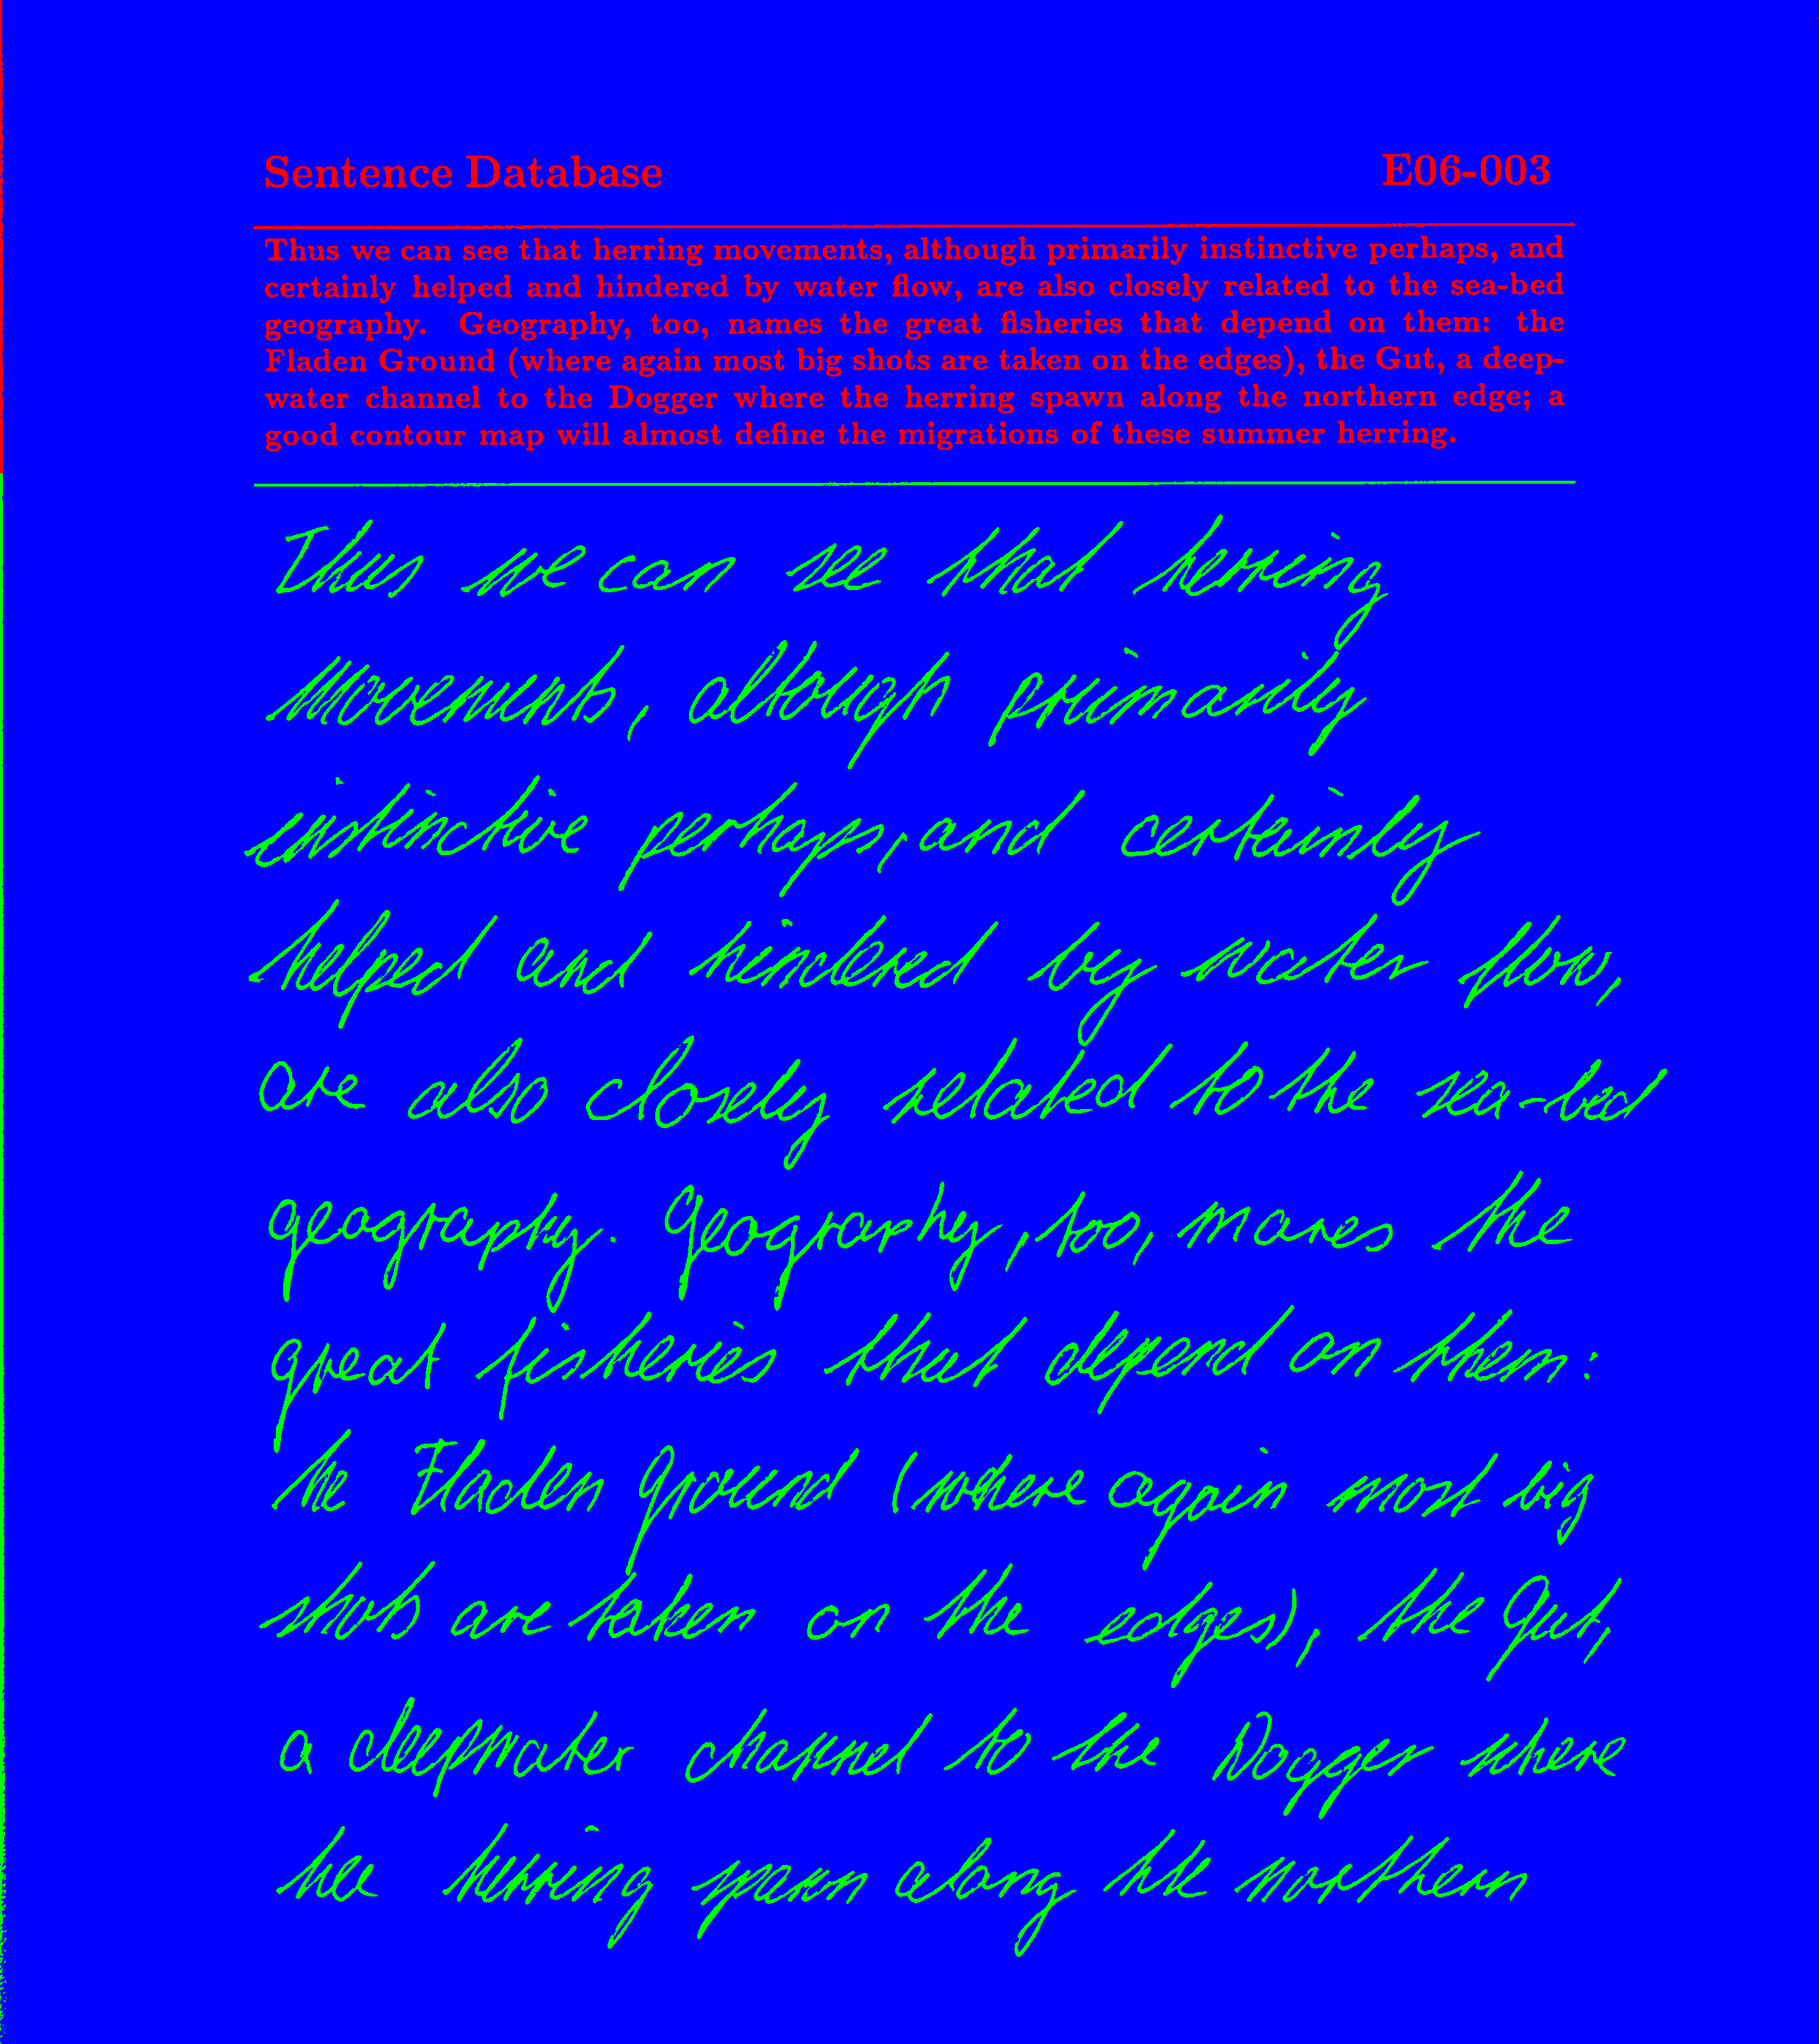 Sentence Database E06-003
Thus we can see that herring movements, although primarily instinctive perhaps, and
certainly helped and hindered by water flow, are also closely related to the sea-bed
geography. Geography, too, names the great fisheries that depend on them: the
Fladen Ground (where again most big shots are taken on the edges), the Gut, a deep-
water channel to the Dogger where the herring spawn along the northern edge; a
good contour map will almost define the migrations of these summer herring.
Thus we can see that herring
movements, altough primarily
instinctive perhaps, and certainly
helped and hindered by water flow,
are also closely related to the sea-bed
geography. Geography, too, mares the
great fisheries that depend on them:
the Fladen Ground (where again most big
shots are taken on the edges), the Gut,
a deepwater channel to the Dogger where
the herring spawn along the northern